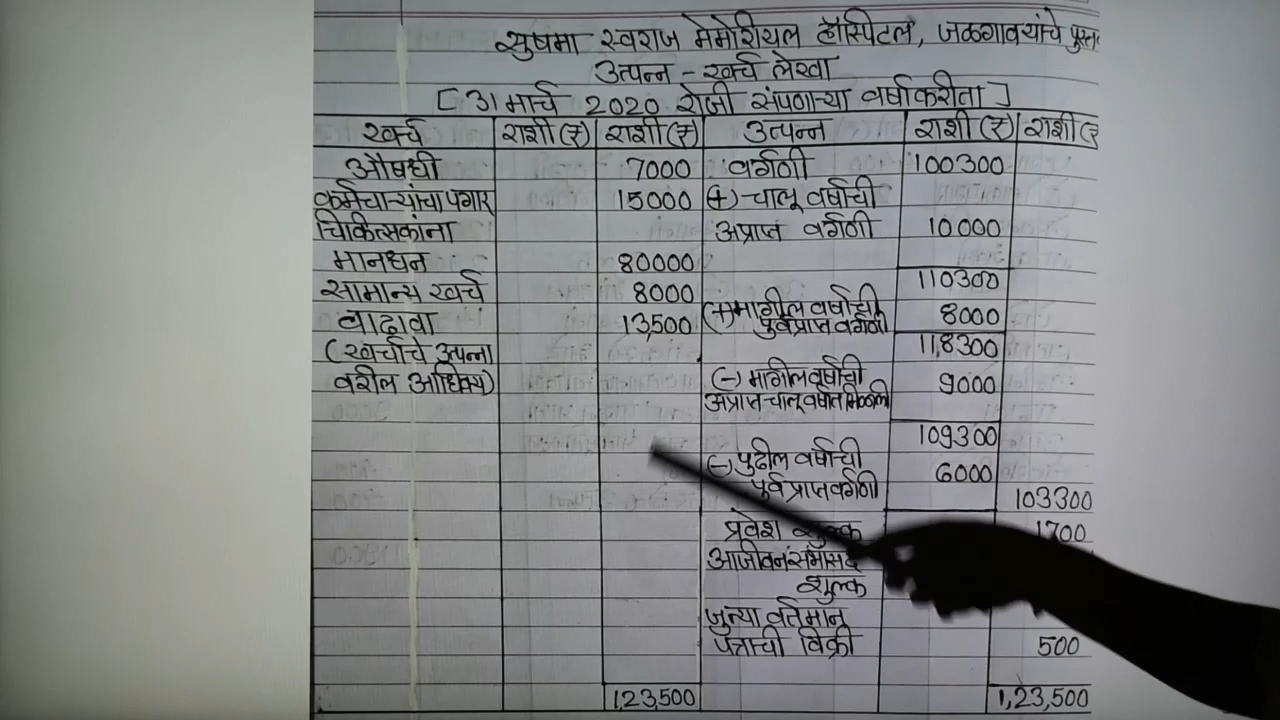 सुषमा स्वराज मेमोरियल हॉस्पिटल, जळगाव यांचे पुस्त
उत्पन्न - खर्च लेखा
[ 31 मार्च 2020 रोजी संपणाऱ्या वर्षाकरीता ]
खर्च राशी (₹) राशी (₹) उत्पन्न राशी (₹) राशी (₹
औषधी 7000 वर्गणी 100300
कर्मचाऱ्यांचा पगार 15000 (+) चालू वर्षाची
चिकित्सकांना अप्राप्त वर्गणी 10000
मानधन 80000
सामान्य खर्च 8000 110300
वाढावा 13,500 (+) मागील वर्षाची पुर्वप्राप्त वर्गणी 8000
(खर्चाचे उत्पन्ना 11,8300
वरील आधिक्य) (-) मागील वर्षाची 9000
अप्राप्त चालू वर्षात मिळाली
109300
(-) पुढील वर्षाची 6000
पुर्वप्राप्त वर्गणी 103300
प्रवेश शुल्क 1700
आजीवन सभासद
शुल्क
जुन्या वर्तमान
पत्राची विक्री 500
1,23,500 1,23,500